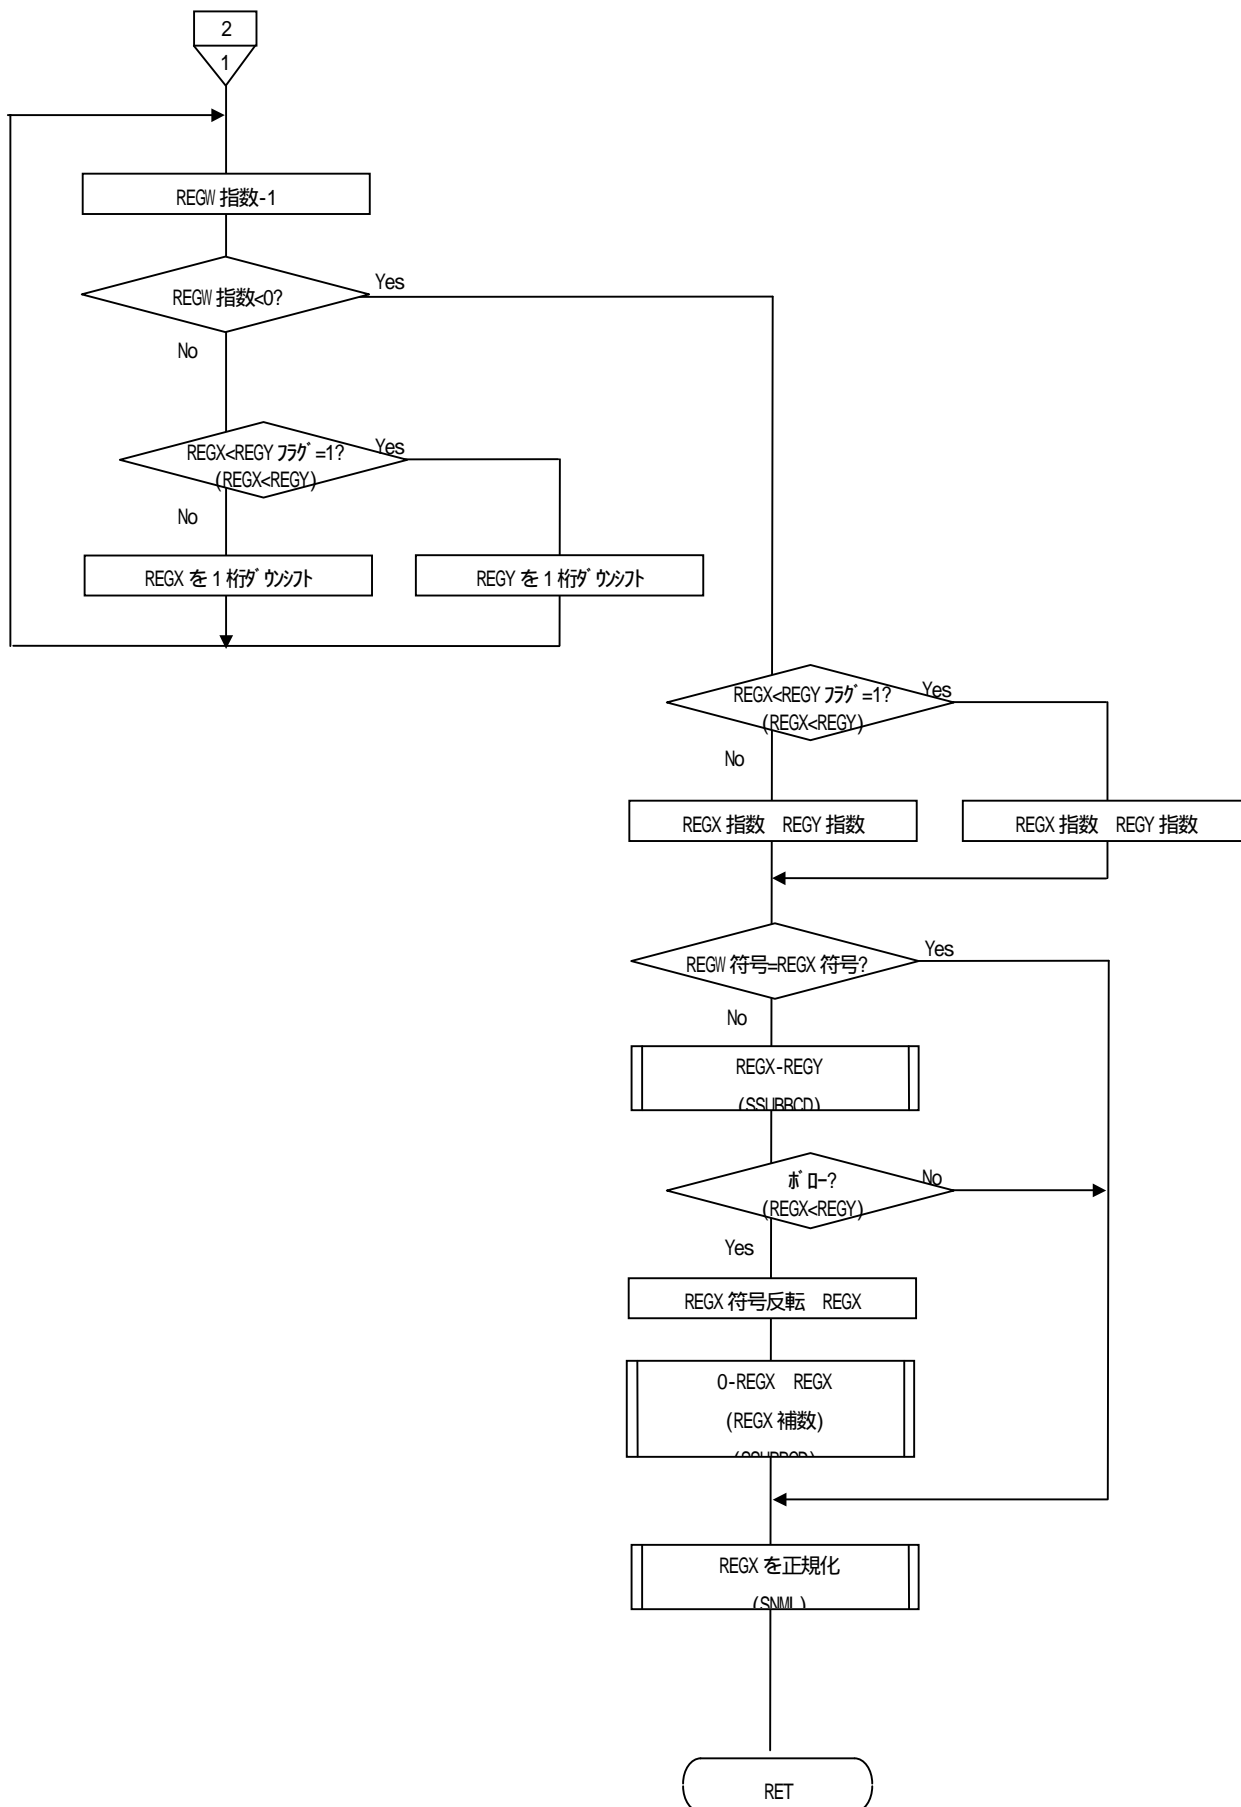 2
1
REGW 指数-1
REGW 指数<0?
Yes
No
REGX<REGY ﾌﾗｸﾞ=1?
(REGX<REGY)
Yes
No
REGX を 1 桁ﾀﾞｳﾝｼﾌﾄ
REGY を 1 桁ﾀﾞｳﾝｼﾌﾄ
REGX<REGY ﾌﾗｸﾞ=1?
(REGX<REGY)
Yes
No
REGX 指数　REGY 指数
REGX 指数　REGY 指数
REGW 符号=REGX 符号?
Yes
No
REGX-REGY
(SSUBBCD)
ﾎﾞﾛｰ?
(REGX<REGY)
No
Yes
REGX 符号反転　REGX
0-REGX　REGX
(REGX 補数)
(SSUBBCD)
REGX を正規化
(SNML)
RET